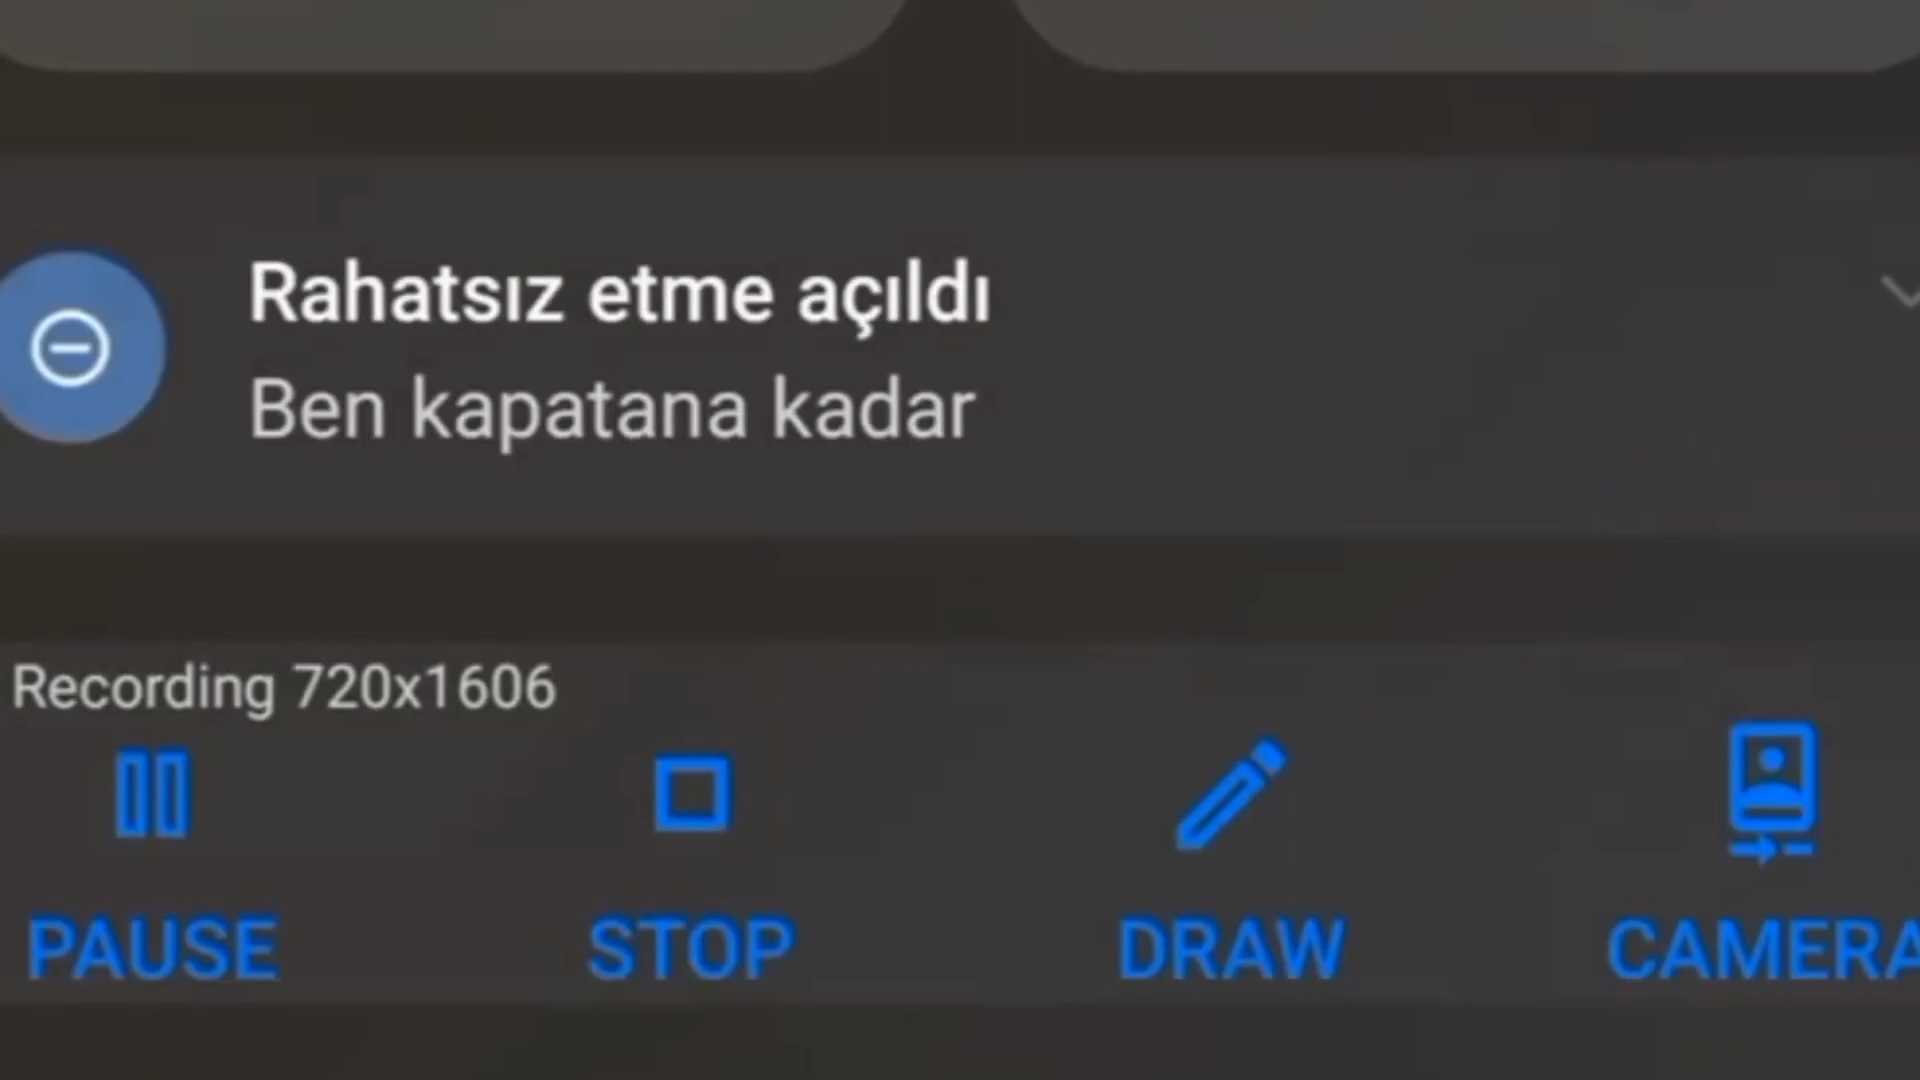 Rahatsız etme açıldı
Ben kapatana kadar
Recording 720x1606
PAUSE
STOP
DRAW
CAMERA